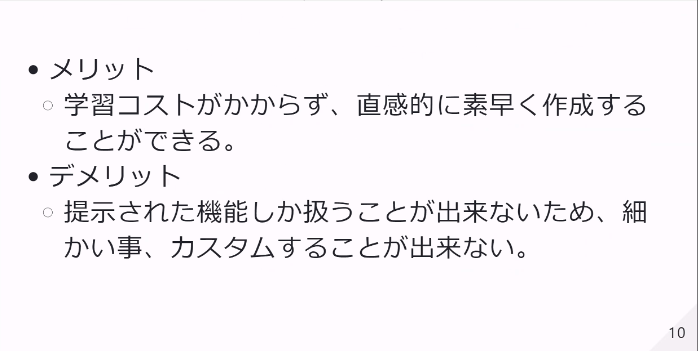 • メリット
○ 学習コストがかからず、直感的に素早く作成する
ことができる。
• デメリット
○ 提示された機能しか扱うことが出来ないため、細
かい事、カスタムすることが出来ない。
10